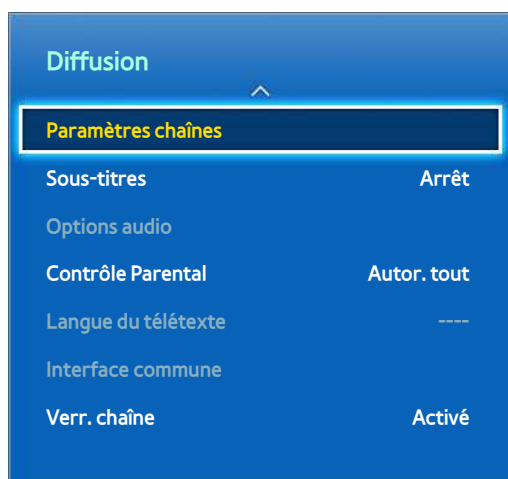 Diffusion
Paramètres chaînes
Sous-titres Arrêt
Options audio
Contrôle Parental Autor. tout
Langue du télétexte ----
Interface commune
Verr. chaîne Activé